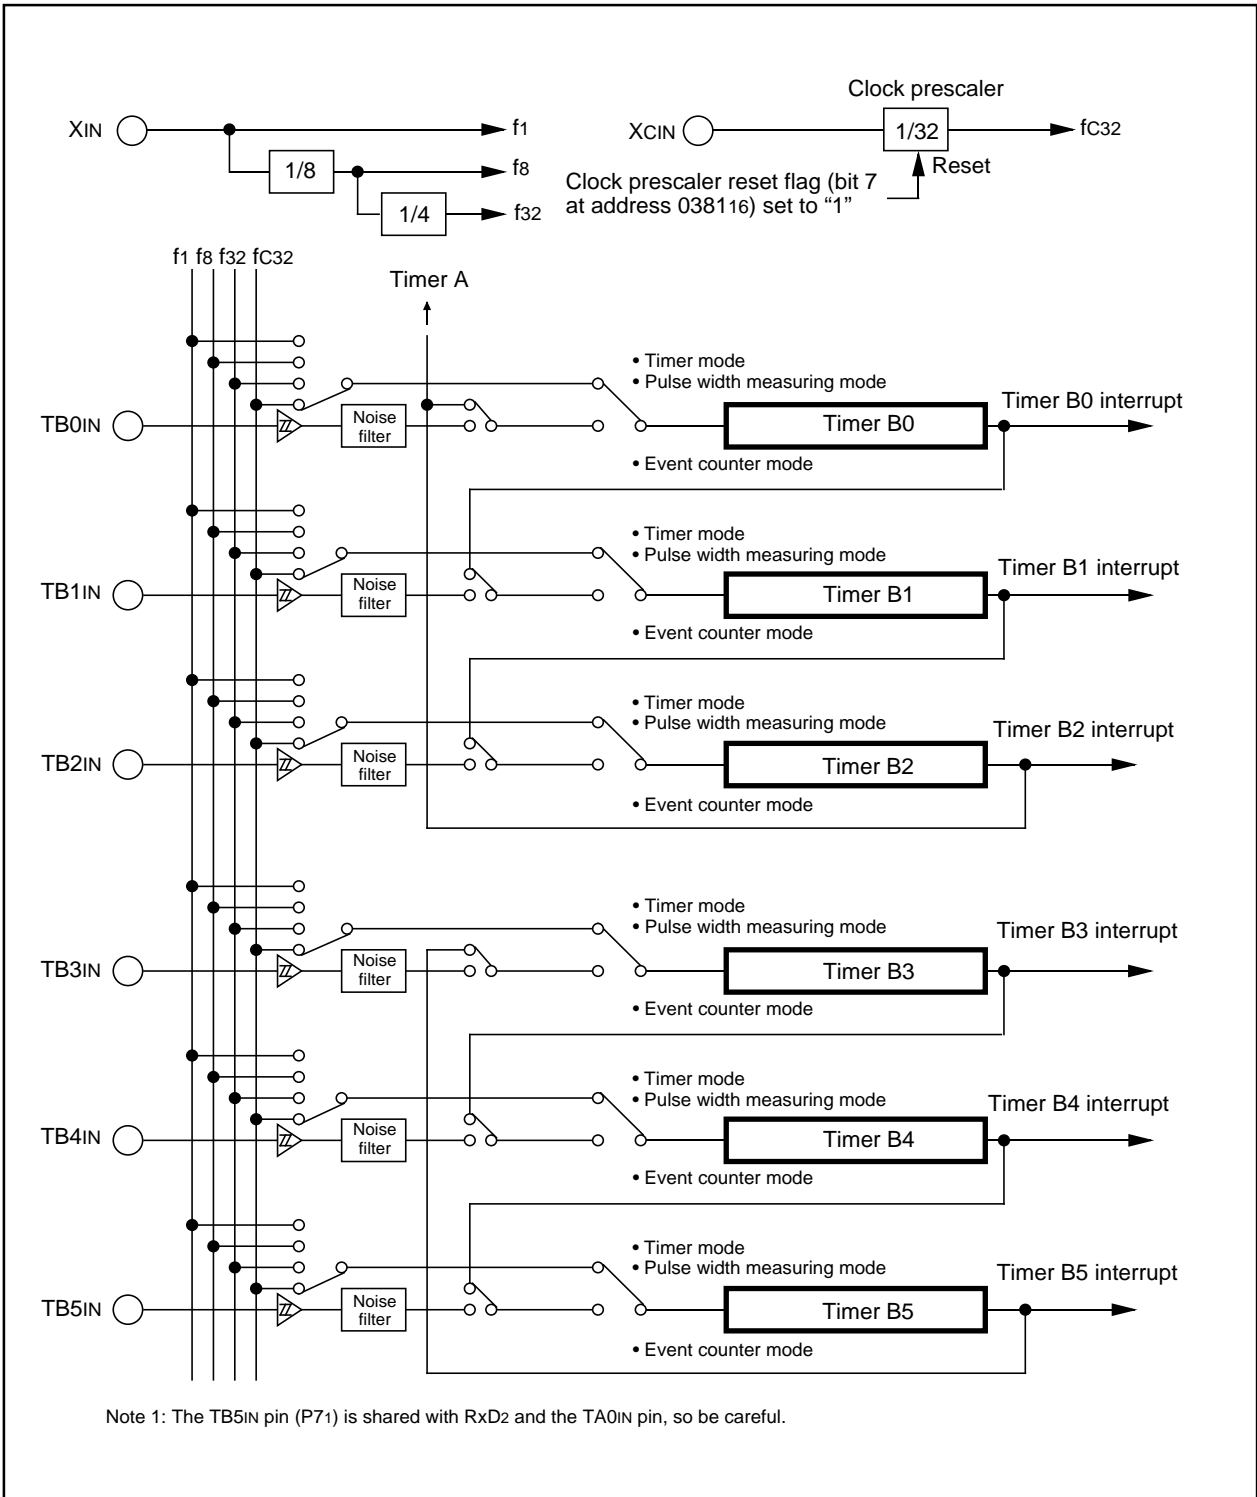 Clock prescaler
XIN
f1
XCIN
1/32
fC32
1/8
f8
Reset
Clock prescaler reset flag (bit 7
at address 038116) set to “1”
1/4
f32
f1 f8 f32 fC32
Timer A
• Timer mode
• Pulse width measuring mode
TB0IN
Noise
filter
Timer B0
Timer B0 interrupt
• Event counter mode
• Timer mode
• Pulse width measuring mode
TB1IN
Noise
filter
Timer B1
Timer B1 interrupt
• Event counter mode
• Timer mode
• Pulse width measuring mode
TB2IN
Noise
filter
Timer B2
Timer B2 interrupt
• Event counter mode
• Timer mode
• Pulse width measuring mode
TB3IN
Noise
filter
Timer B3
Timer B3 interrupt
• Event counter mode
• Timer mode
• Pulse width measuring mode
TB4IN
Noise
filter
Timer B4
Timer B4 interrupt
• Event counter mode
• Timer mode
• Pulse width measuring mode
TB5IN
Noise
filter
Timer B5
Timer B5 interrupt
• Event counter mode
Note 1: The TB5IN pin (P71) is shared with RxD2 and the TA0IN pin, so be careful.